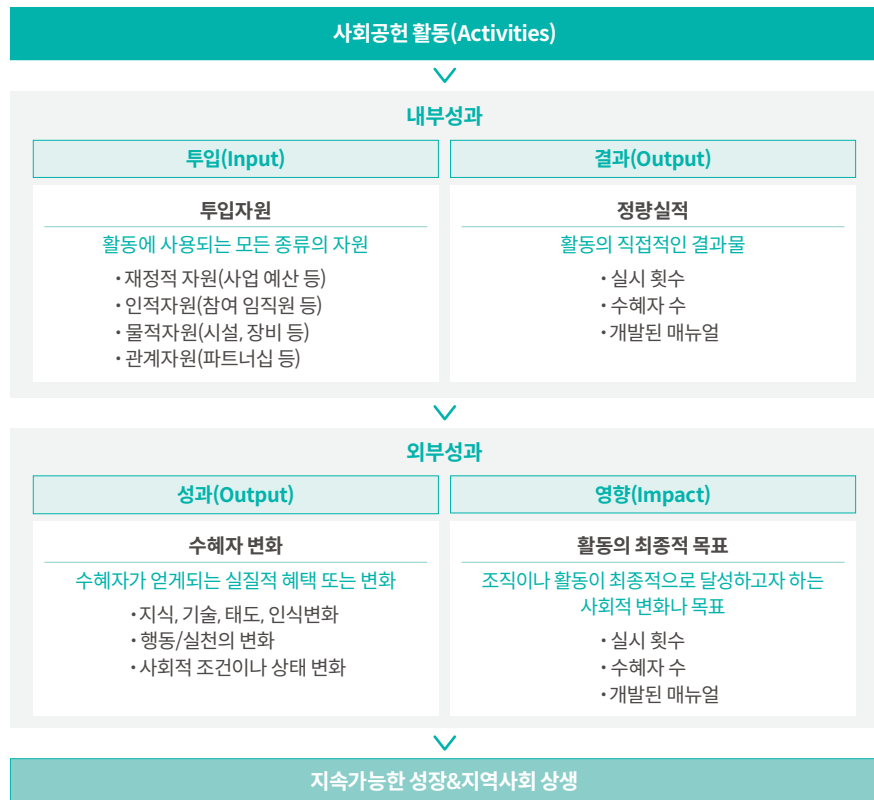 사회공헌 활동(Activities)
내부성과
투입(Input)
투입자원
활동에 사용되는 모든 종류의 자원
• 재정적 자원(사업 예산 등)
• 인적자원(참여 임직원 등)
• 물적자원(시설, 장비 등)
• 관계자원(파트너십 등)
결과(Output)
정량실적
활동의 직접적인 결과물
• 실시 횟수
• 수혜자 수
• 개발된 매뉴얼
외부성과
성과(Output)
수혜자 변화
수혜자가 얻게되는 실질적 혜택 또는 변화
• 지식, 기술, 태도, 인식변화
• 행동/실천의 변화
• 사회적 조건이나 상태 변화
영향(Impact)
활동의 최종적 목표
조직이나 활동이 최종적으로 달성하고자 하는
사회적 변화나 목표
• 실시 횟수
• 수혜자 수
• 개발된 매뉴얼
지속가능한 성장&지역사회 상생